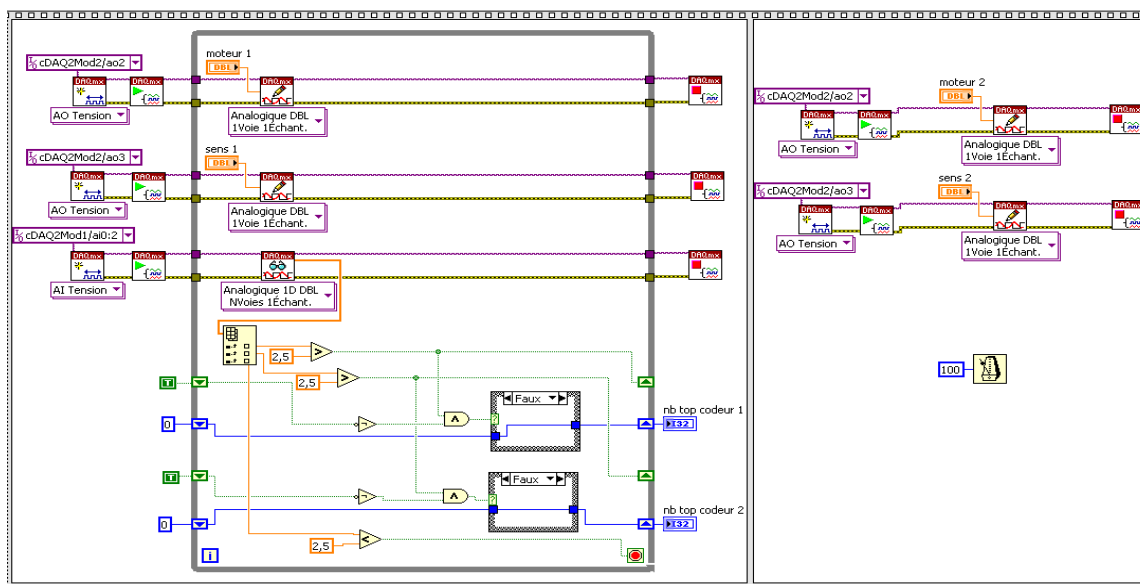 cDAQ2Mod2/ao2
DAQmx
DAQmx
AO Tension
moteur 1
DBL
DAQmx
Analogique DBL
1Voie 1Échant.
DAQmx
cDAQ2Mod2/ao3
DAQmx
DAQmx
AO Tension
sens 1
DBL
DAQmx
Analogique DBL
1Voie 1Échant.
DAQmx
cDAQ2Mod1/ai0:2
DAQmx
DAQmx
AI Tension
DAQmx
Analogique 1D DBL
NVoies 1Échant.
DAQmx
2,5
>
2,5
>
T
Faux
nb top codeur 1
0
I32
T
Faux
nb top codeur 2
0
I32
2,5
<
i
cDAQ2Mod2/ao2
DAQmx
DAQmx
AO Tension
moteur 2
DBL
DAQmx
Analogique DBL
1Voie 1Échant.
DAQmx
cDAQ2Mod2/ao3
DAQmx
DAQmx
AO Tension
sens 2
DBL
DAQmx
Analogique DBL
1Voie 1Échant.
DAQmx
100